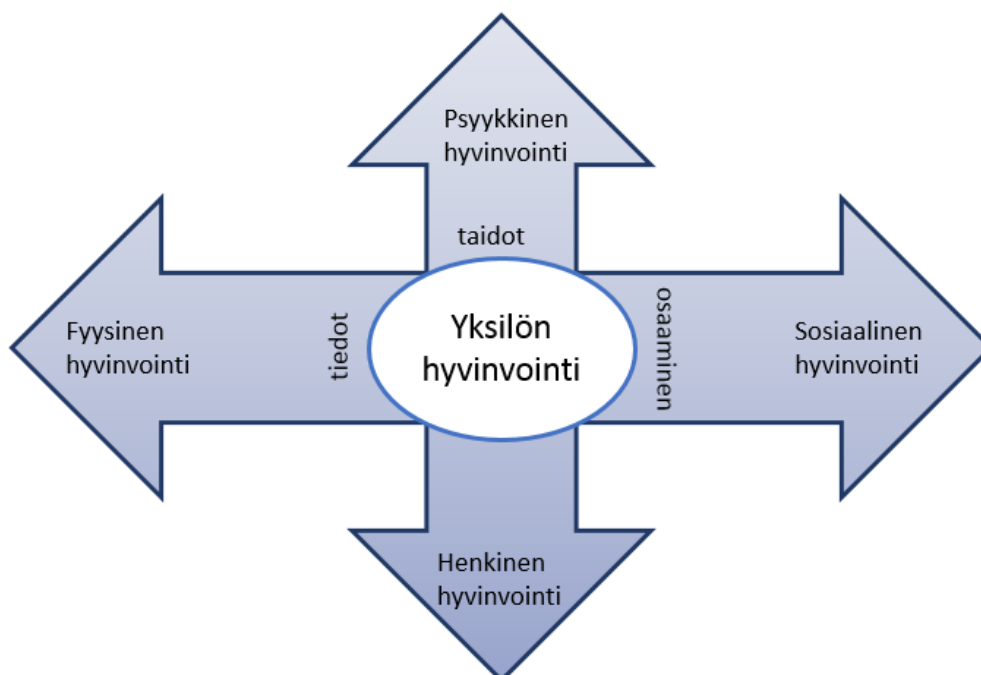 Psyykkinen
hyvinvointi
taidot
Fyysinen
hyvinvointi
tiedot
Yksilön
hyvinvointi
osaaminen
Sosiaalinen
hyvinvointi
Henkinen
hyvinvointi